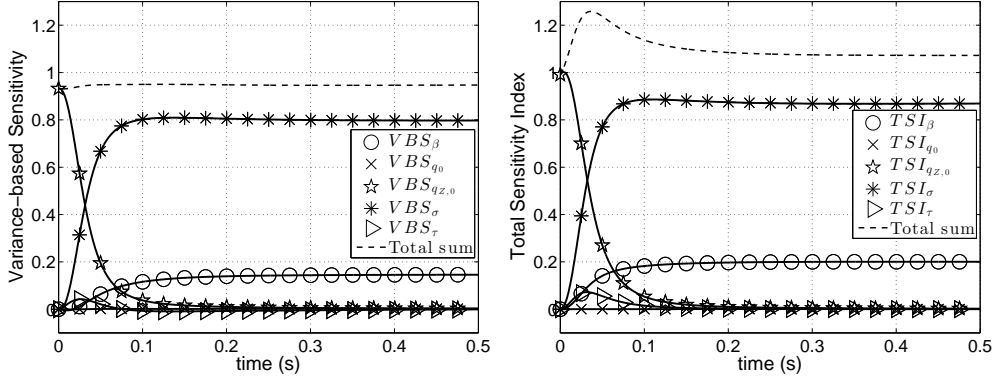 Variance-based Sensitivity
1.2
1
0.8
0.6
0.4
0.2
0
0
0.1
0.2
0.3
0.4
0.5
time (s)
VBS_β
VBS_{q_0}
VBS_{q_{Z,0}}
VBS_σ
VBS_τ
Total sum
Total Sensitivity Index
1.2
1
0.8
0.6
0.4
0.2
0
0
0.1
0.2
0.3
0.4
0.5
time (s)
TSI_β
TSI_{q_0}
TSI_{q_{Z,0}}
TSI_σ
TSI_τ
Total sum